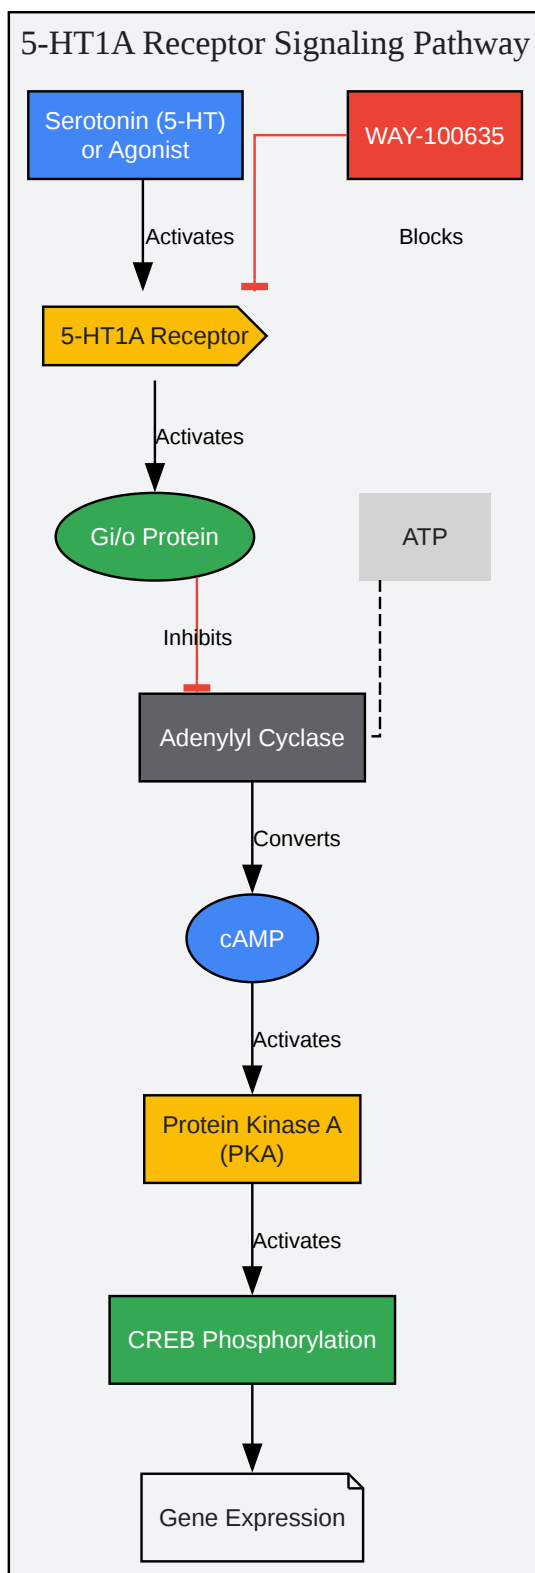 5-HT1A Receptor Signaling Pathway
Serotonin (5-HT)
or Agonist
WAY-100635
Activates
Blocks
5-HT1A Receptor
Activates
Gi/o Protein
ATP
Inhibits
Adenylyl Cyclase
Converts
cAMP
Activates
Protein Kinase A
(PKA)
Activates
CREB Phosphorylation
Gene Expression